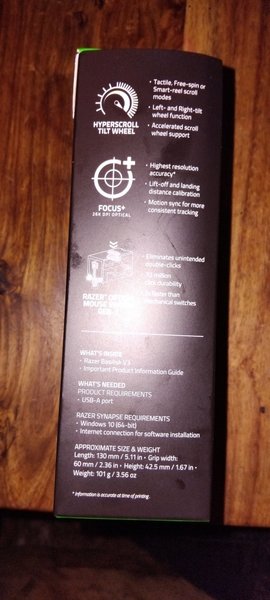 • Tactile, Free-spin or
Smart-reel scroll
modes
• Left- and Right-tilt
wheel function
• Accelerated scroll
wheel support
HYPERSCROLL
TILT WHEEL
• Highest resolution
accuracy*
• Lift-off and landing
distance calibration
• Motion sync for more
consistent tracking
FOCUS+
26K DPI OPTICAL
• Eliminates unintended
double-clicks
million
click durability
faster than
mechanical switches
RAZER
MOUSE
WHAT'S INSIDE
• Razer Basilisk V3
• Important Product Information Guide
WHAT'S NEEDED
PRODUCT REQUIREMENTS
• USB-A port
RAZER SYNAPSE REQUIREMENTS
• Windows 10 (64-bit)
• Internet connection for software installation
APPROXIMATE SIZE & WEIGHT
Length: 130 mm / 5.11 in • Grip width:
60 mm / 2.36 in • Height: 42.5 mm / 1.67 in •
Weight: 101 g / 3.56 oz
* Information is accurate at time of printing.